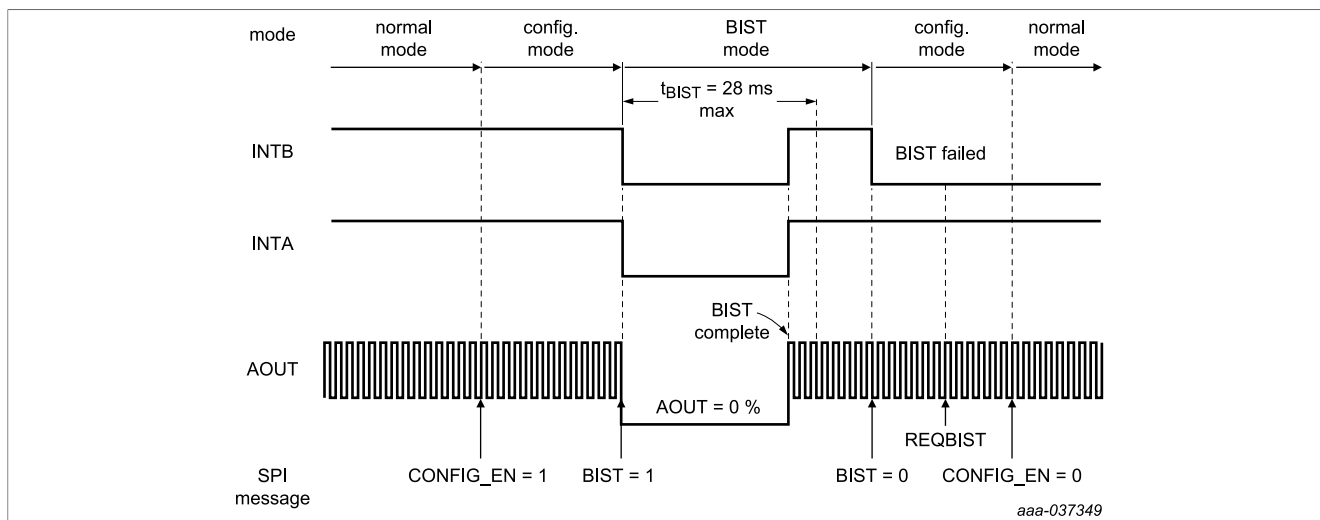 mode
normal
mode
config.
mode
BIST
mode
config.
mode
normal
mode
tBIST = 28 ms
max
INTB
BIST failed
INTA
BIST
complete
AOUT
AOUT = 0 %
REQBIST
SPI
message
CONFIG_EN = 1
BIST = 1
BIST = 0
CONFIG_EN = 0
aaa-037349